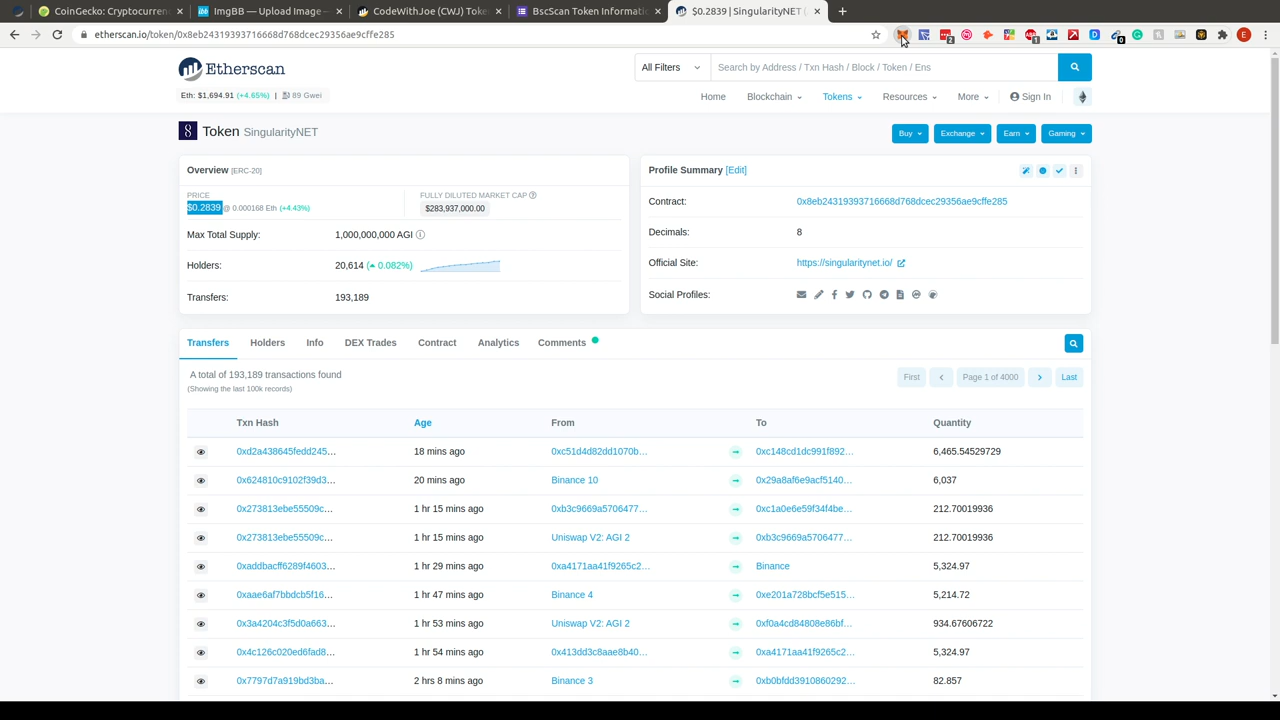 CoinGecko: Cryptocurren
ImgBB — Upload Image
CodeWithJoe (CWJ) Token
BscScan Token Informati
$0.2839 | SingularityNET (
etherscan.io/token/0x8eb24319393716668d768dcec29356ae9cffe285
2
1
0
E
Etherscan
All Filters
Search by Address / Txn Hash / Block / Token / Ens
Eth: $1,694.91 (+4.65%) | 89 Gwei
Home Blockchain Tokens Resources More Sign In
Token SingularityNET
Buy Exchange Earn Gaming
Overview [ERC-20]
PRICE
$0.2839 @ 0.000168 Eth (+4.43%)
FULLY DILUTED MARKET CAP
$283,937,000.00
Max Total Supply: 1,000,000,000 AGI
Holders: 20,614 (0.082%)
Transfers: 193,189
Profile Summary [Edit]
Contract: 0x8eb24319393716668d768dcec29356ae9cffe285
Decimals: 8
Official Site: https://singularitynet.io/
Social Profiles:
Transfers Holders Info DEX Trades Contract Analytics Comments
A total of 193,189 transactions found
(Showing the last 100k records)
First Page 1 of 4000 Last
Txn Hash Age From To Quantity
0xd2a438645fedd245... 18 mins ago 0xc51d4d82dd1070b... 0xc148cd1dc991f892... 6,465.54529729
0x624810c9102f39d3... 20 mins ago Binance 10 0x29a8af6e9acf5140... 6,037
0x273813ebe55509c... 1 hr 15 mins ago 0xb3c9669a5706477... 0xc1a0e6e59f34f4be... 212.70019936
0x273813ebe55509c... 1 hr 15 mins ago Uniswap V2: AGI 2 0xb3c9669a5706477... 212.70019936
0xaddbacff6289f4603... 1 hr 29 mins ago 0xa4171aa41f9265c2... Binance 5,324.97
0xaae6af7bbdcb5f16... 1 hr 47 mins ago Binance 4 0xe201a728bcf5e515... 5,214.72
0x3a4204c3f5d0a663... 1 hr 53 mins ago Uniswap V2: AGI 2 0xf0a4cd84808e86bf... 934.67606722
0x4c126c020ed6fad8... 1 hr 54 mins ago 0x413dd3c8aae8b40... 0xa4171aa41f9265c2... 5,324.97
0x7797d7a919bd3ba... 2 hrs 8 mins ago Binance 3 0xb0bfdd3910860292... 82.857